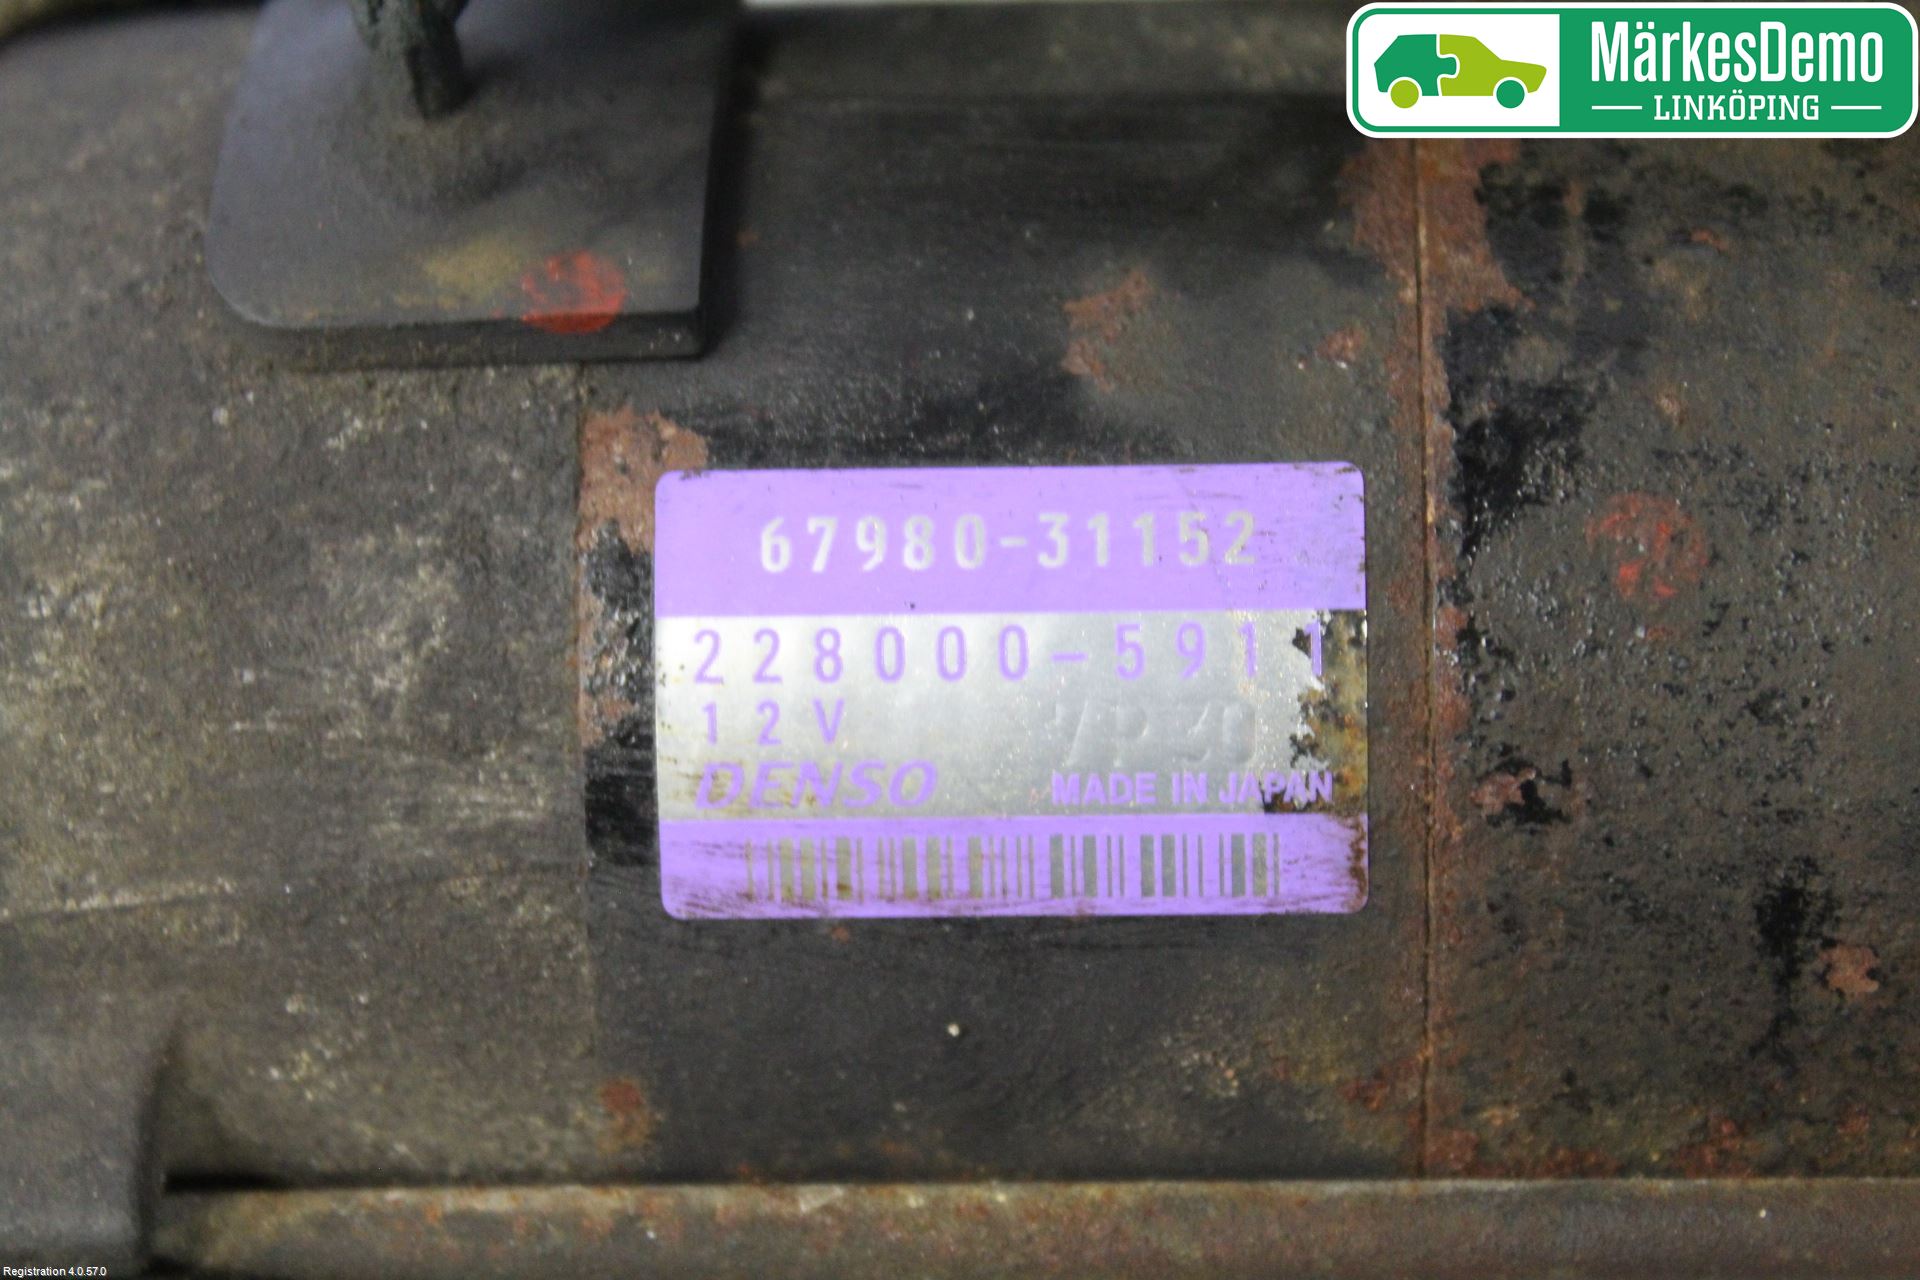 MärkesDemo
LINKÖPING
67980-31152
228000-5911
12V
DENSO
MADE IN JAPAN
Registration 4.0.57.0